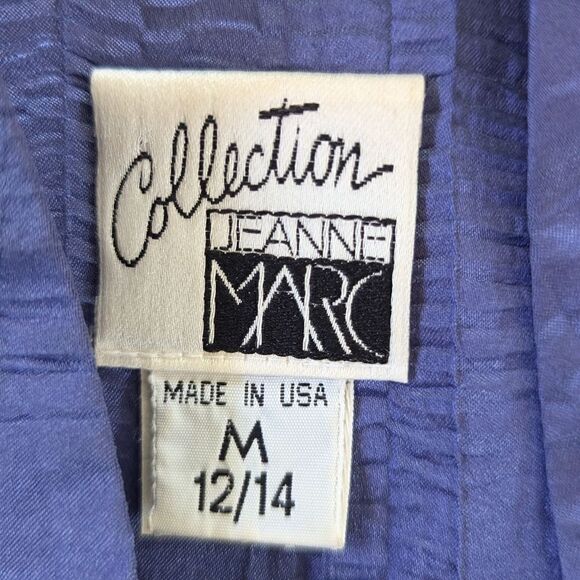 Collection
JEANNE
MARC
MADE IN USA
M
12/14